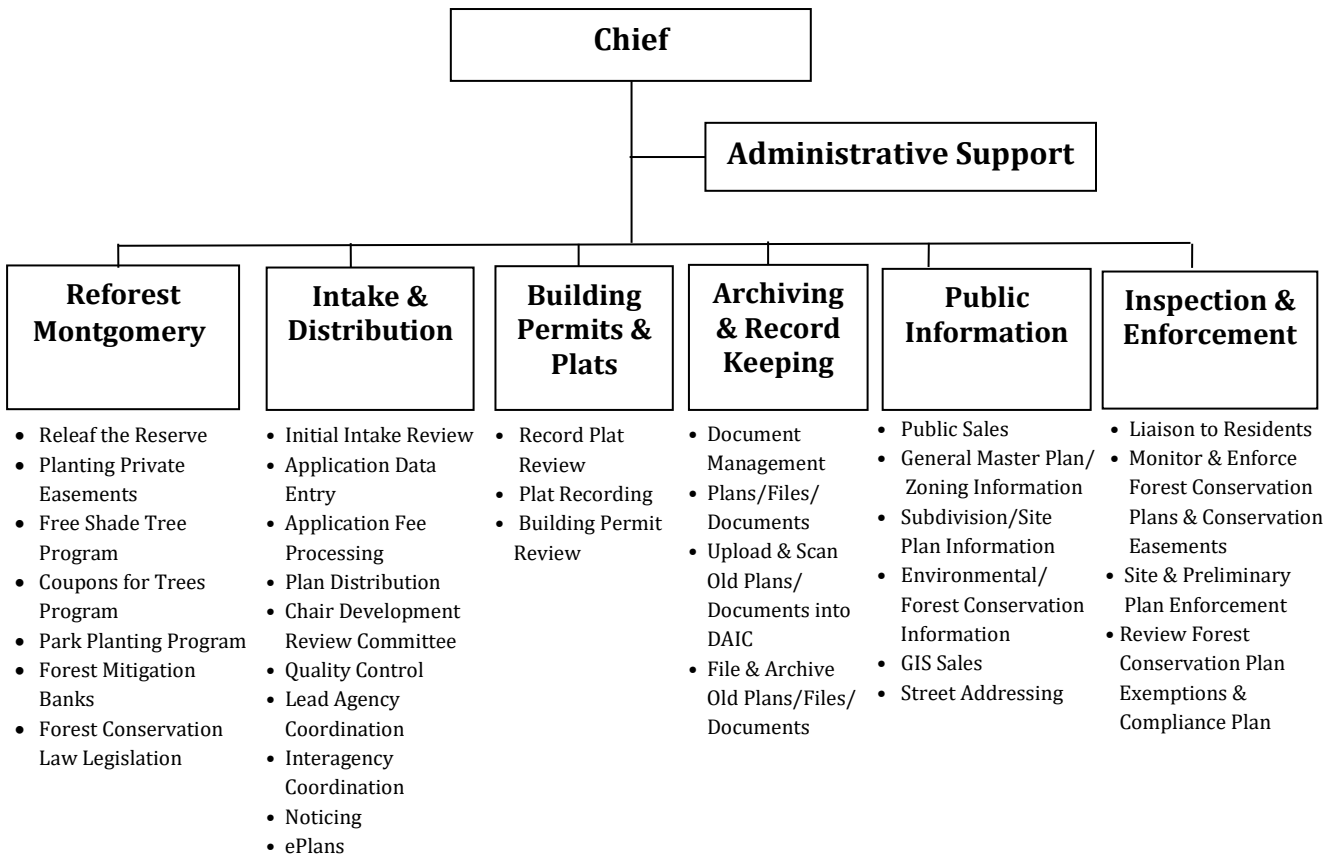 Chief
Administrative Support
Reforest
Montgomery
• Releaf the Reserve
• Planting Private
Easements
• Free Shade Tree
Program
• Coupons for Trees
Program
• Park Planting Program
• Forest Mitigation
Banks
• Forest Conservation
Law Legislation
Intake &
Distribution
• Initial Intake Review
• Application Data
Entry
• Application Fee
Processing
• Plan Distribution
• Chair Development
Review Committee
• Quality Control
• Lead Agency
Coordination
• Interagency
Coordination
• Noticing
• ePlans
Building
Permits &
Plats
• Record Plat
Review
• Plat Recording
• Building Permit
Review
Archiving
& Record
Keeping
• Document
Management
• Plans/Files/
Documents
• Upload & Scan
Old Plans/
Documents into
DAIC
• File & Archive
Old Plans/Files/
Documents
Public
Information
• Public Sales
• General Master Plan/
Zoning Information
• Subdivision/Site
Plan Information
• Environmental/
Forest Conservation
Information
• GIS Sales
• Street Addressing
Inspection &
Enforcement
• Liaison to Residents
• Monitor & Enforce
Forest Conservation
Plans & Conservation
Easements
• Site & Preliminary
Plan Enforcement
• Review Forest
Conservation Plan
Exemptions &
Compliance Plan